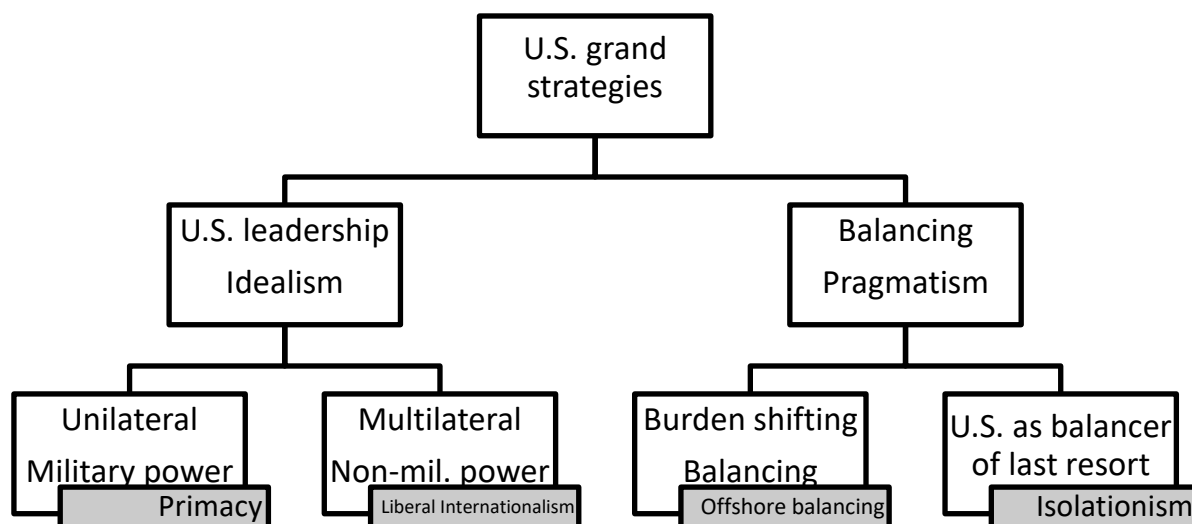 U.S. grand
strategies
U.S. leadership
Idealism
Balancing
Pragmatism
Unilateral
Military power
Primacy
Multilateral
Non-mil. power
Liberal Internationalism
Burden shifting
Balancing
Offshore balancing
U.S. as balancer
of last resort
Isolationism